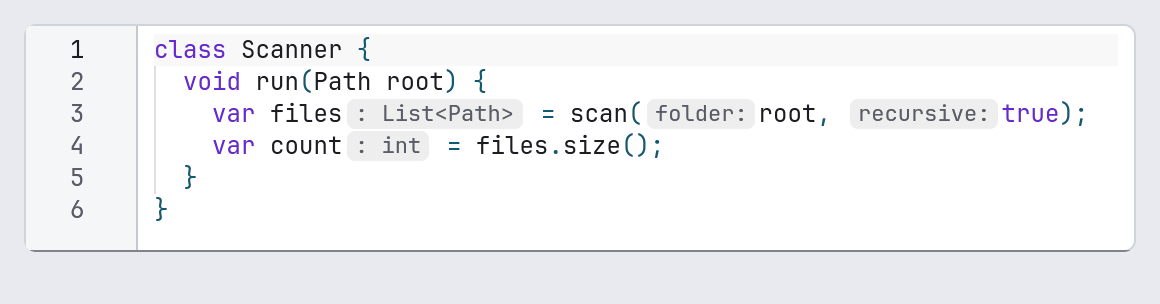 1 class Scanner {
2   void run(Path root) {
3     var files : List<Path> = scan( folder: root, recursive: true);
4     var count : int = files.size();
5   }
6 }